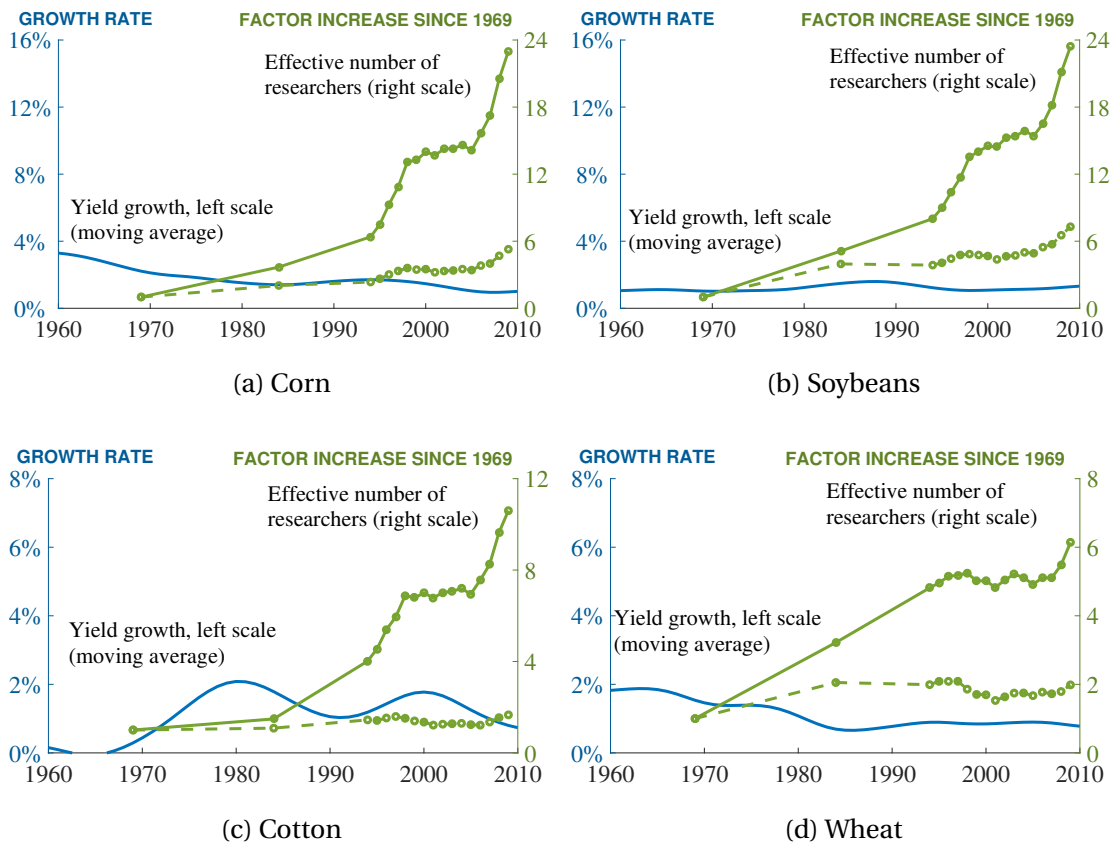 GROWTH RATE FACTOR INCREASE SINCE 1969
16% 24
Effective number of
researchers (right scale)
12% 18
8% 12
Yield growth, left scale
(moving average)
4% 6
0% 0
1960 1970 1980 1990 2000 2010
(a) Corn
GROWTH RATE FACTOR INCREASE SINCE 1969
16% 24
Effective number of
researchers (right scale)
12% 18
8% 12
Yield growth, left scale
(moving average)
4% 6
0% 0
1960 1970 1980 1990 2000 2010
(b) Soybeans
GROWTH RATE FACTOR INCREASE SINCE 1969
8% 12
Effective number of
researchers (right scale)
6% 8
4%
Yield growth, left scale
(moving average)
4
2%
0% 0
1960 1970 1980 1990 2000 2010
(c) Cotton
GROWTH RATE FACTOR INCREASE SINCE 1969
8% 8
Effective number of
researchers (right scale)
6% 6
4% 4
Yield growth, left scale
(moving average)
2% 2
0% 0
1960 1970 1980 1990 2000 2010
(d) Wheat